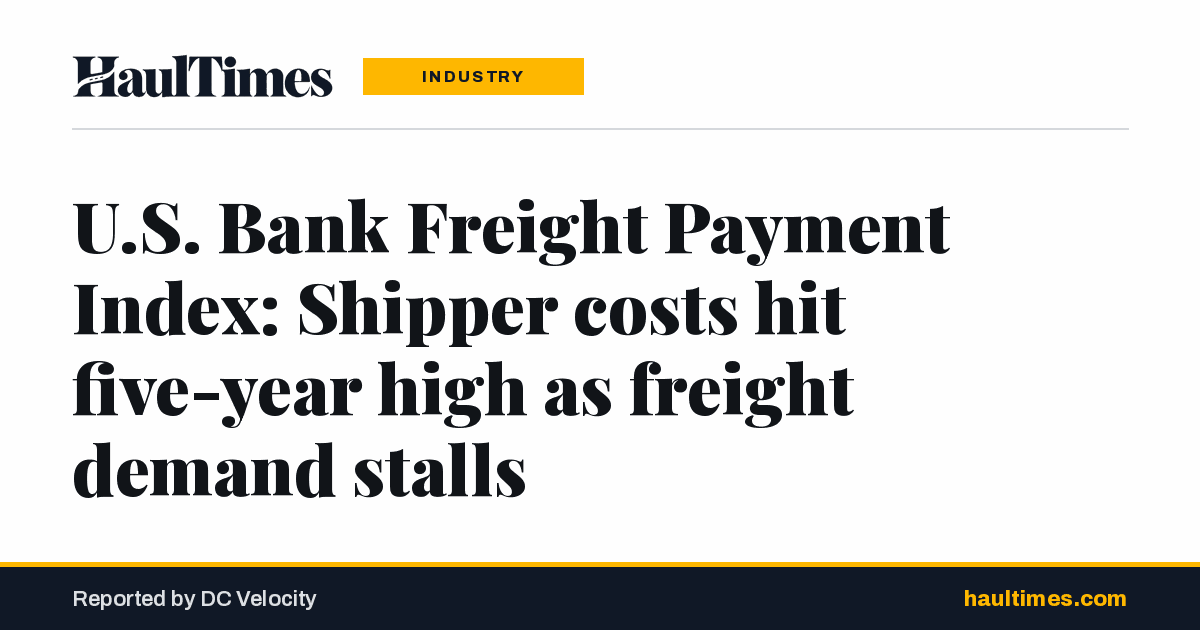 HaulTimes
INDUSTRY
U.S. Bank Freight Payment
Index: Shipper costs hit
five-year high as freight
demand stalls
Reported by DC Velocity
haultimes.com